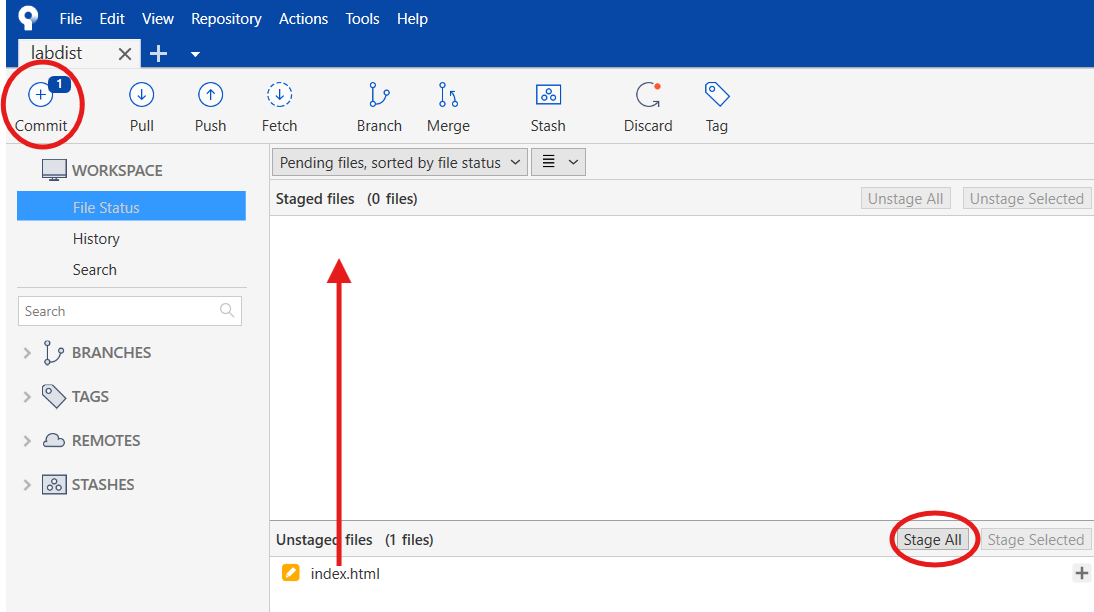 File Edit View Repository Actions Tools Help
labdist
1
Commit Pull Push Fetch Branch Merge Stash Discard Tag
WORKSPACE
File Status
History
Search
Search
BRANCHES
TAGS
REMOTES
STASHES
Pending files, sorted by file status
Staged files (0 files) Unstage All Unstage Selected
Unstaged files (1 files) Stage All Stage Selected
index.html